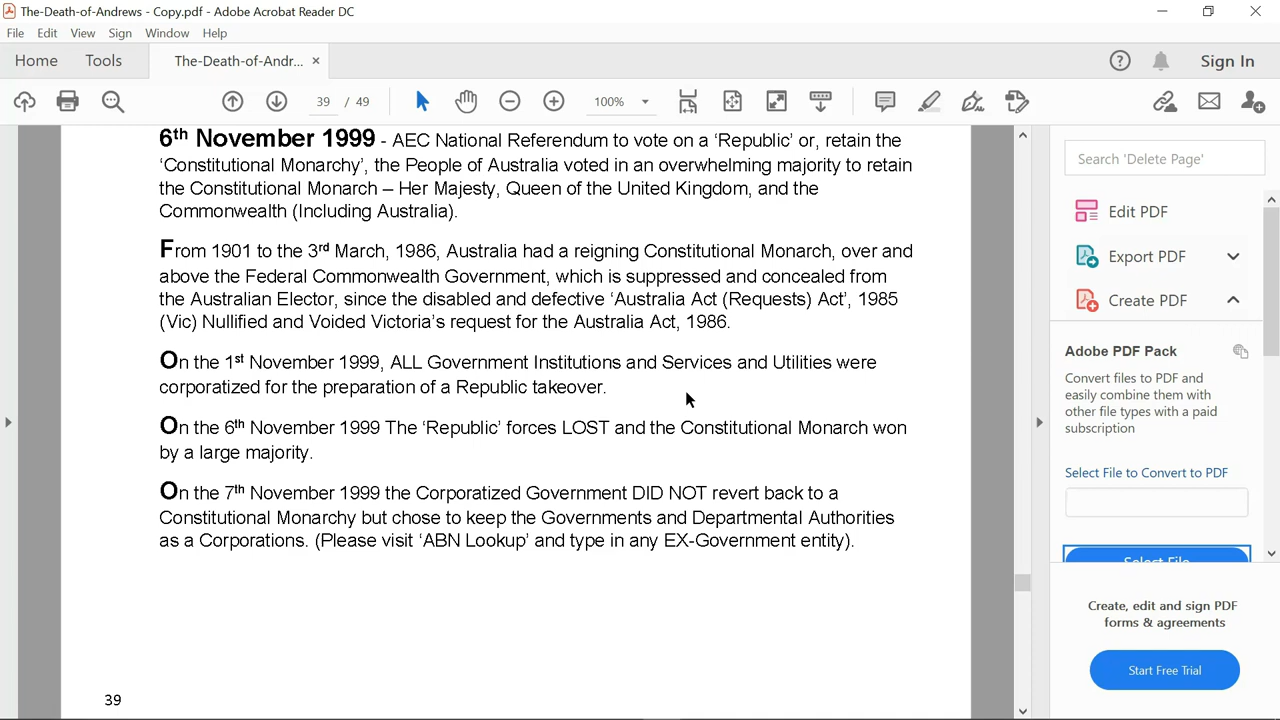 The-Death-of-Andrews - Copy.pdf - Adobe Acrobat Reader DC
File Edit View Sign Window Help
Home Tools The-Death-of-Andr... × Sign In
39 / 49 100%
6th November 1999 - AEC National Referendum to vote on a ‘Republic’ or, retain the
‘Constitutional Monarchy’, the People of Australia voted in an overwhelming majority to retain
the Constitutional Monarch – Her Majesty, Queen of the United Kingdom, and the
Commonwealth (Including Australia).
From 1901 to the 3rd March, 1986, Australia had a reigning Constitutional Monarch, over and
above the Federal Commonwealth Government, which is suppressed and concealed from
the Australian Elector, since the disabled and defective ‘Australia Act (Requests) Act’, 1985
(Vic) Nullified and Voided Victoria’s request for the Australia Act, 1986.
On the 1st November 1999, ALL Government Institutions and Services and Utilities were
corporatized for the preparation of a Republic takeover.
On the 6th November 1999 The ‘Republic’ forces LOST and the Constitutional Monarch won
by a large majority.
On the 7th November 1999 the Corporatized Government DID NOT revert back to a
Constitutional Monarchy but chose to keep the Governments and Departmental Authorities
as a Corporations. (Please visit ‘ABN Lookup’ and type in any EX-Government entity).
39
Search 'Delete Page'
Edit PDF
Export PDF
Create PDF
Adobe PDF Pack
Convert files to PDF and
easily combine them with
other file types with a paid
subscription
Select File to Convert to PDF
Select File
Create, edit and sign PDF
forms & agreements
Start Free Trial